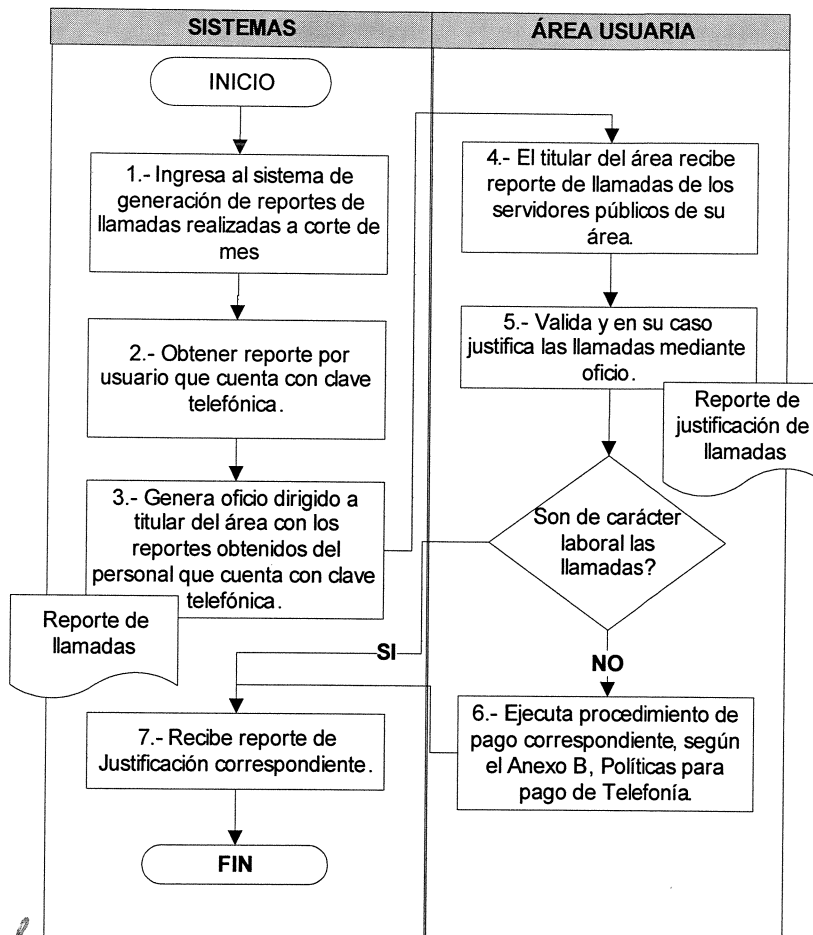 SISTEMAS
ÁREA USUARIA
INICIO
1.- Ingresa al sistema de
generación de reportes de
llamadas realizadas a corte de
mes
2.- Obtener reporte por
usuario que cuenta con clave
telefónica.
3.- Genera oficio dirigido a
titular del área con los
reportes obtenidos del
personal que cuenta con clave
telefónica.
Reporte de
llamadas
4.- El titular del área recibe
reporte de llamadas de los
servidores públicos de su
área.
5.- Valida y en su caso
justifica las llamadas mediante
oficio.
Reporte de
justificación de
llamadas
Son de carácter
laboral las
llamadas?
SI
NO
6.- Ejecuta procedimiento de
pago correspondiente, según
el Anexo B, Políticas para
pago de Telefonía.
7.- Recibe reporte de
Justificación correspondiente.
FIN